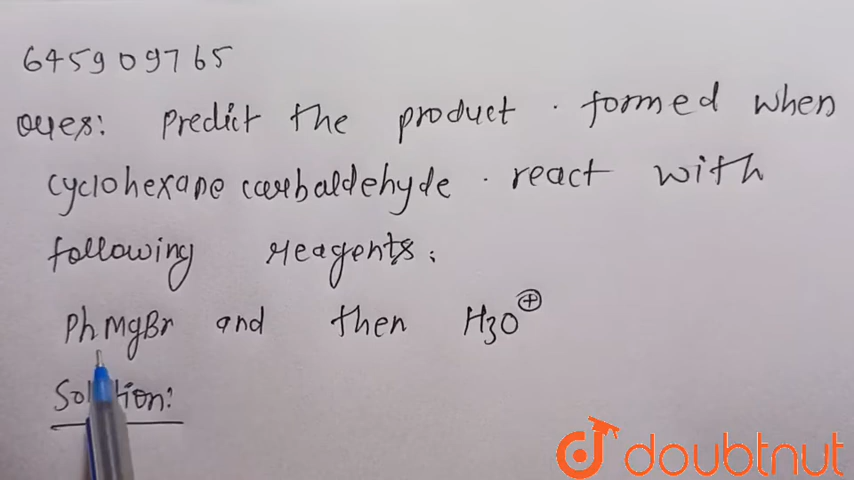 645909765
Ques: Predict the product . formed when
cyclohexane carbaldehyde . react with
following reagents:
PhMgBr and then H3O⊕
Solution:
doubtnut